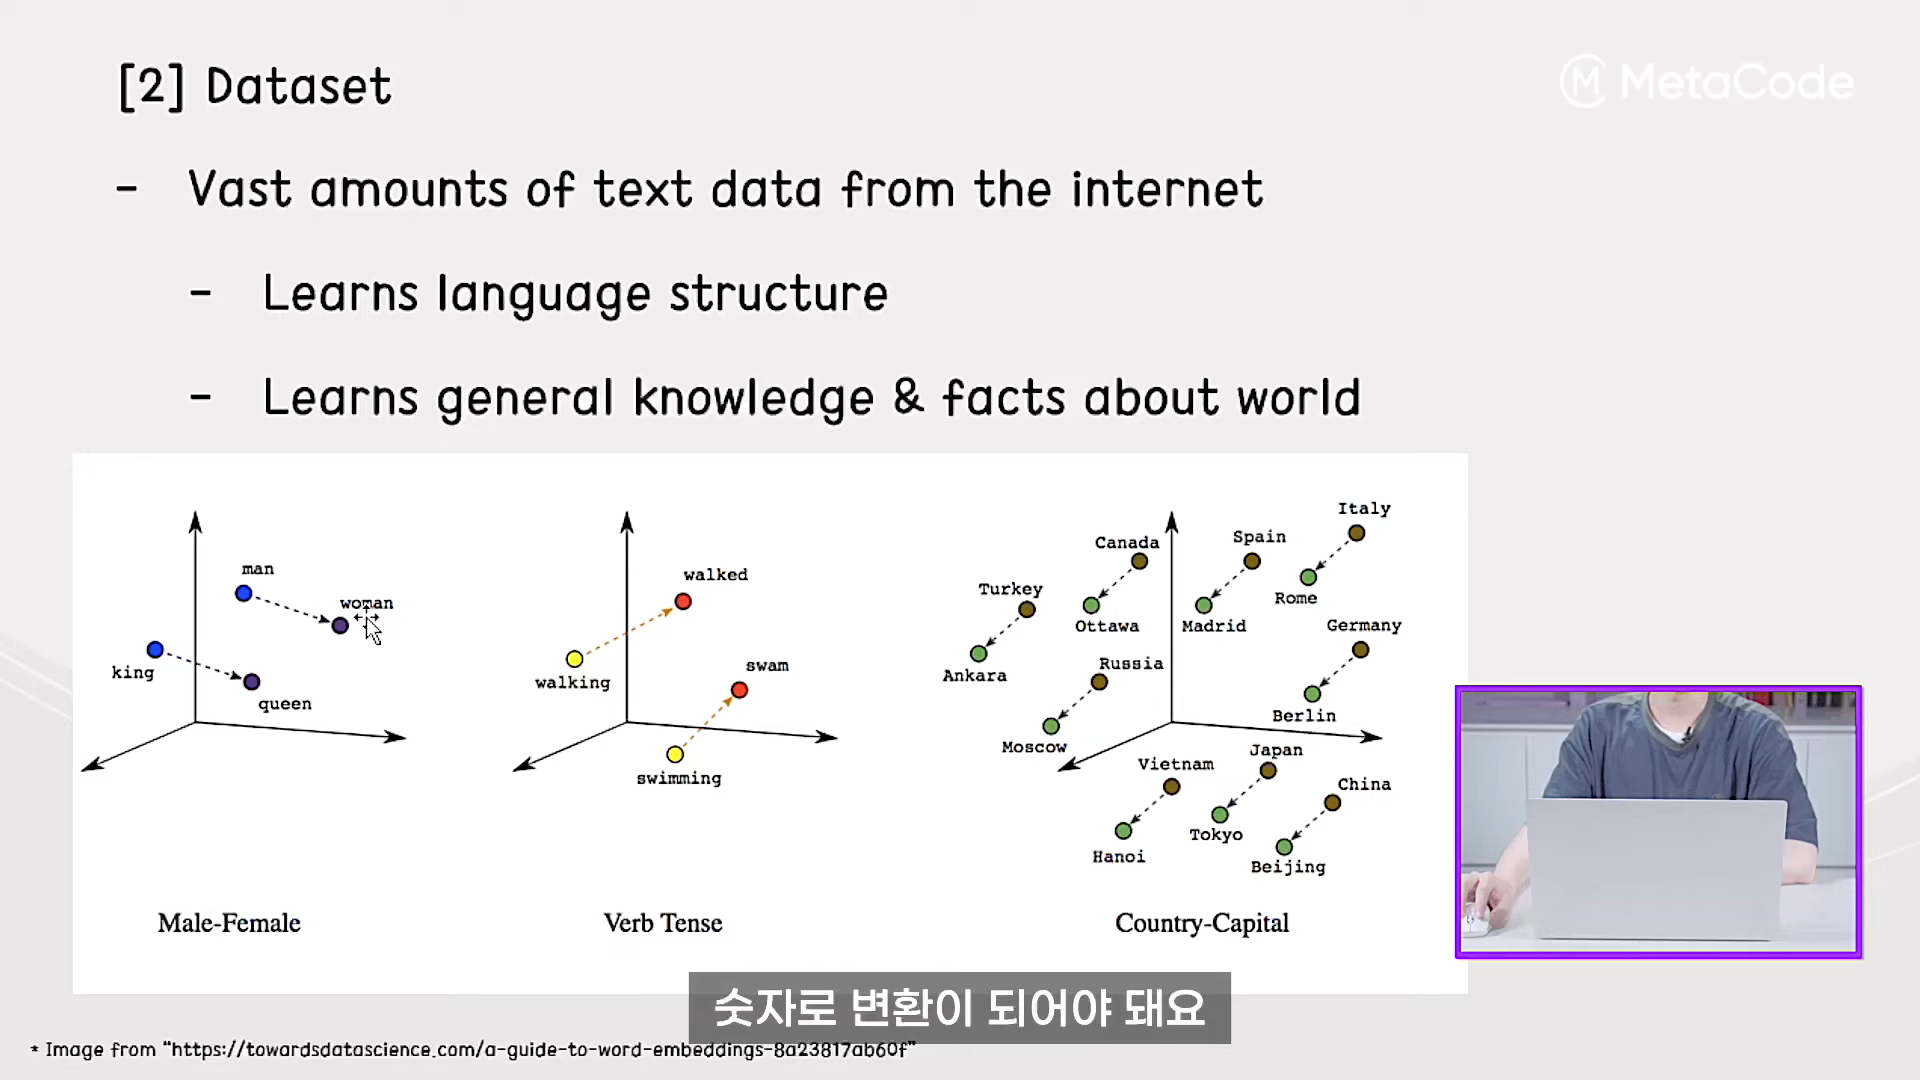 [2] Dataset
MetaCode
- Vast amounts of text data from the internet
- Learns language structure
- Learns general knowledge & facts about world
man
woman
king
queen
Male-Female
walked
walking
swam
swimming
Verb Tense
Italy
Spain
Canada
Turkey
Rome
Ottawa
Madrid
Germany
Russia
Ankara
Berlin
Moscow
Japan
Vietnam
China
Tokyo
Hanoi
Beijing
Country-Capital
숫자로 변환이 되어야 돼요
* Image from “https://towardsdatascience.com/a-guide-to-word-embeddings-8a23817ab60f”